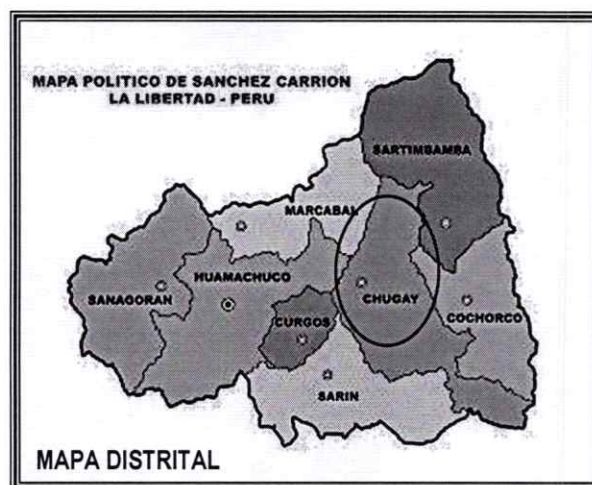 MAPA POLITICO DE SANCHEZ CARRION
LA LIBERTAD - PERU
SARTIMBAMBA
MARCABAL
HUAMACHUCO
SANAGORAN
CHUGAY
COCHORCO
CURGOS
SARIN
MAPA DISTRITAL